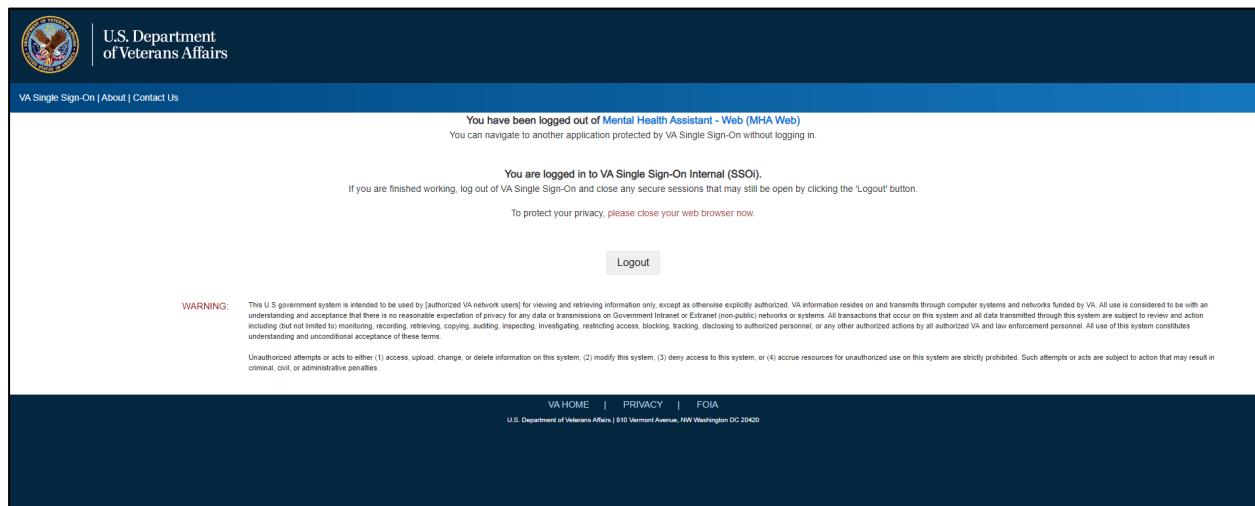 U.S. Department
of Veterans Affairs
VA Single Sign-On | About | Contact Us
You have been logged out of Mental Health Assistant - Web (MHA Web)
You can navigate to another application protected by VA Single Sign-On without logging in.
You are logged in to VA Single Sign-On Internal (SSOi).
If you are finished working, log out of VA Single Sign-On and close any secure sessions that may still be open by clicking the 'Logout' button.
To protect your privacy, please close your web browser now.
Logout
WARNING:
This U.S government system is intended to be used by [authorized VA network users] for viewing and retrieving information only, except as otherwise explicitly authorized. VA information resides on and transmits through computer systems and networks funded by VA. All use is considered to be with an
understanding and acceptance that there is no reasonable expectation of privacy for any data or transmissions on Government Intranet or Extranet (non-public) networks or systems. All transactions that occur on this system and all data transmitted through this system are subject to review and action
including (but not limited to) monitoring, recording, retrieving, copying, auditing, inspecting, investigating, restricting access, blocking, tracking, disclosing to authorized personnel, or any other authorized actions by all authorized VA and law enforcement personnel. All use of this system constitutes
understanding and unconditional acceptance of these terms.
Unauthorized attempts or acts to either (1) access, upload, change, or delete information on this system, (2) modify this system, (3) deny access to this system, or (4) accrue resources for unauthorized use on this system are strictly prohibited. Such attempts or acts are subject to action that may result in
criminal, civil, or administrative penalties.
VA HOME | PRIVACY | FOIA
U.S. Department of Veterans Affairs | 810 Vermont Avenue, NW Washington DC 20420